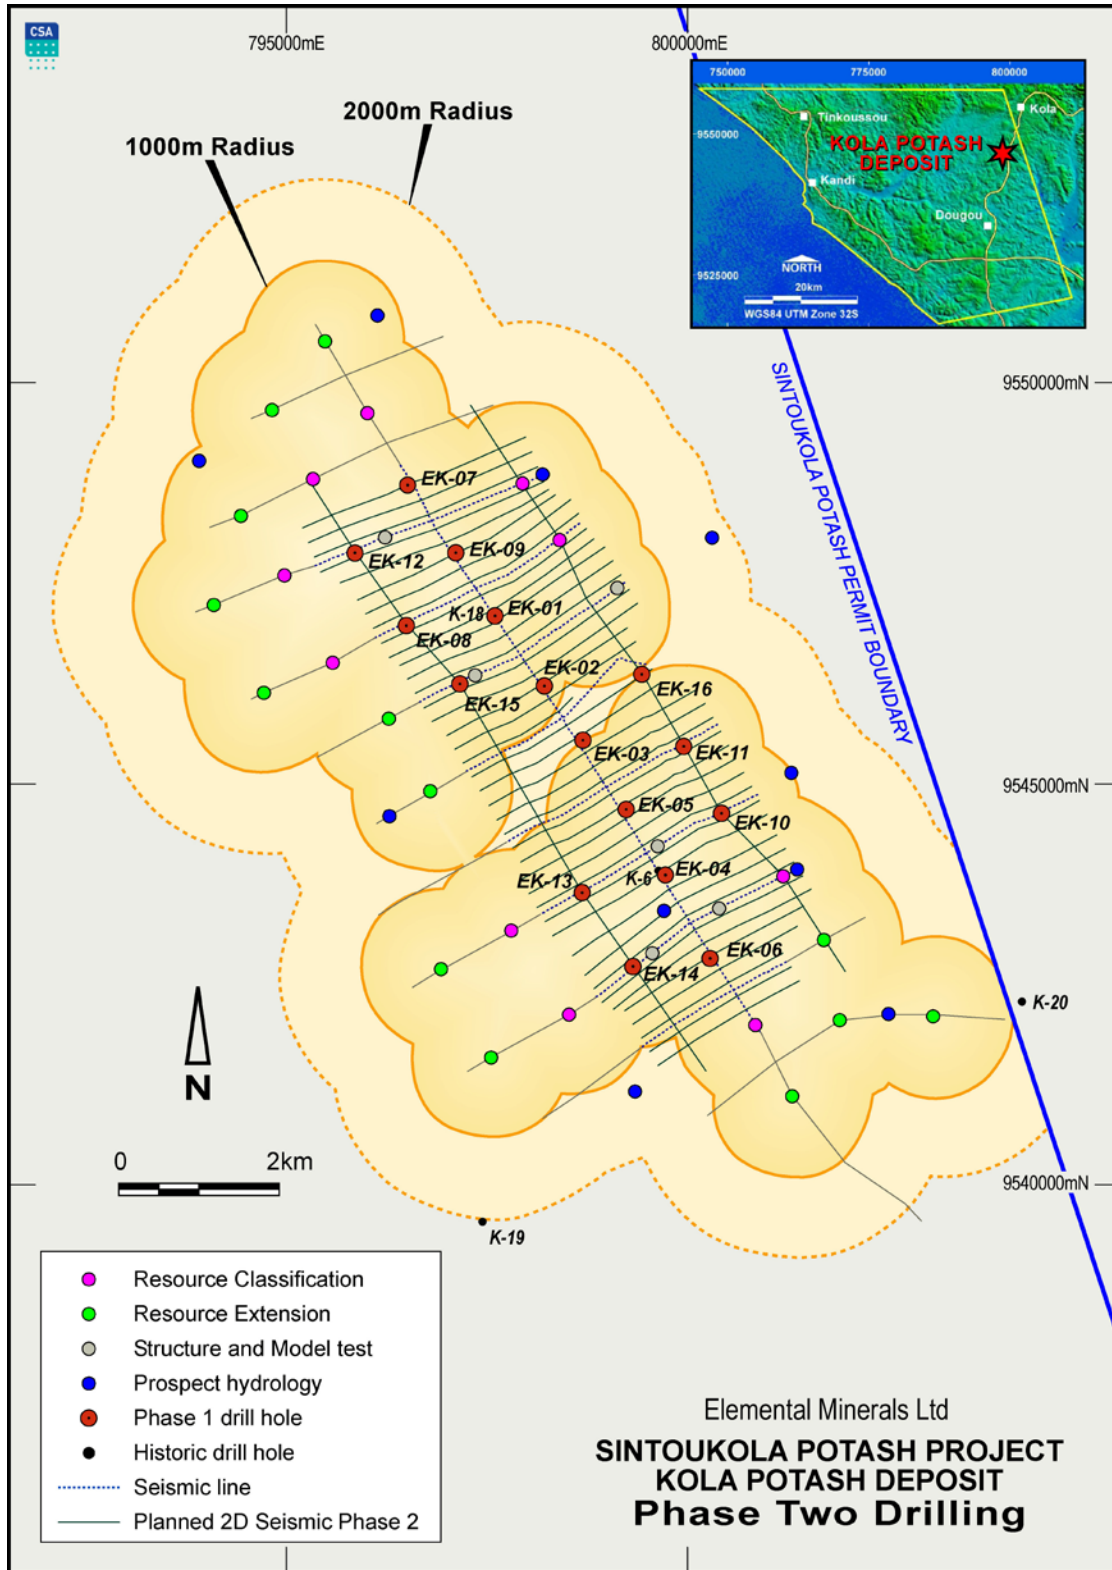 CSA
795000mE
800000mE
2000m Radius
1000m Radius
750000
775000
800000
Tinkoussou
Kola
9550000
KOLA POTASH
DEPOSIT
Kandi
Dougou
NORTH
9525000
20km
WGS84 UTM Zone 32S
SINTOUKOLA POTASH PERMIT BOUNDARY
9550000mN
EK-07
EK-09
EK-12
K-18
EK-01
EK-08
EK-02
EK-16
EK-15
EK-03
EK-11
9545000mN
EK-05
EK-10
K-6
EK-04
EK-13
EK-06
EK-14
K-20
N
0
2km
9540000mN
K-19
Resource Classification
Resource Extension
Structure and Model test
Prospect hydrology
Phase 1 drill hole
Historic drill hole
Seismic line
Planned 2D Seismic Phase 2
Elemental Minerals Ltd
SINTOUKOLA POTASH PROJECT
KOLA POTASH DEPOSIT
Phase Two Drilling